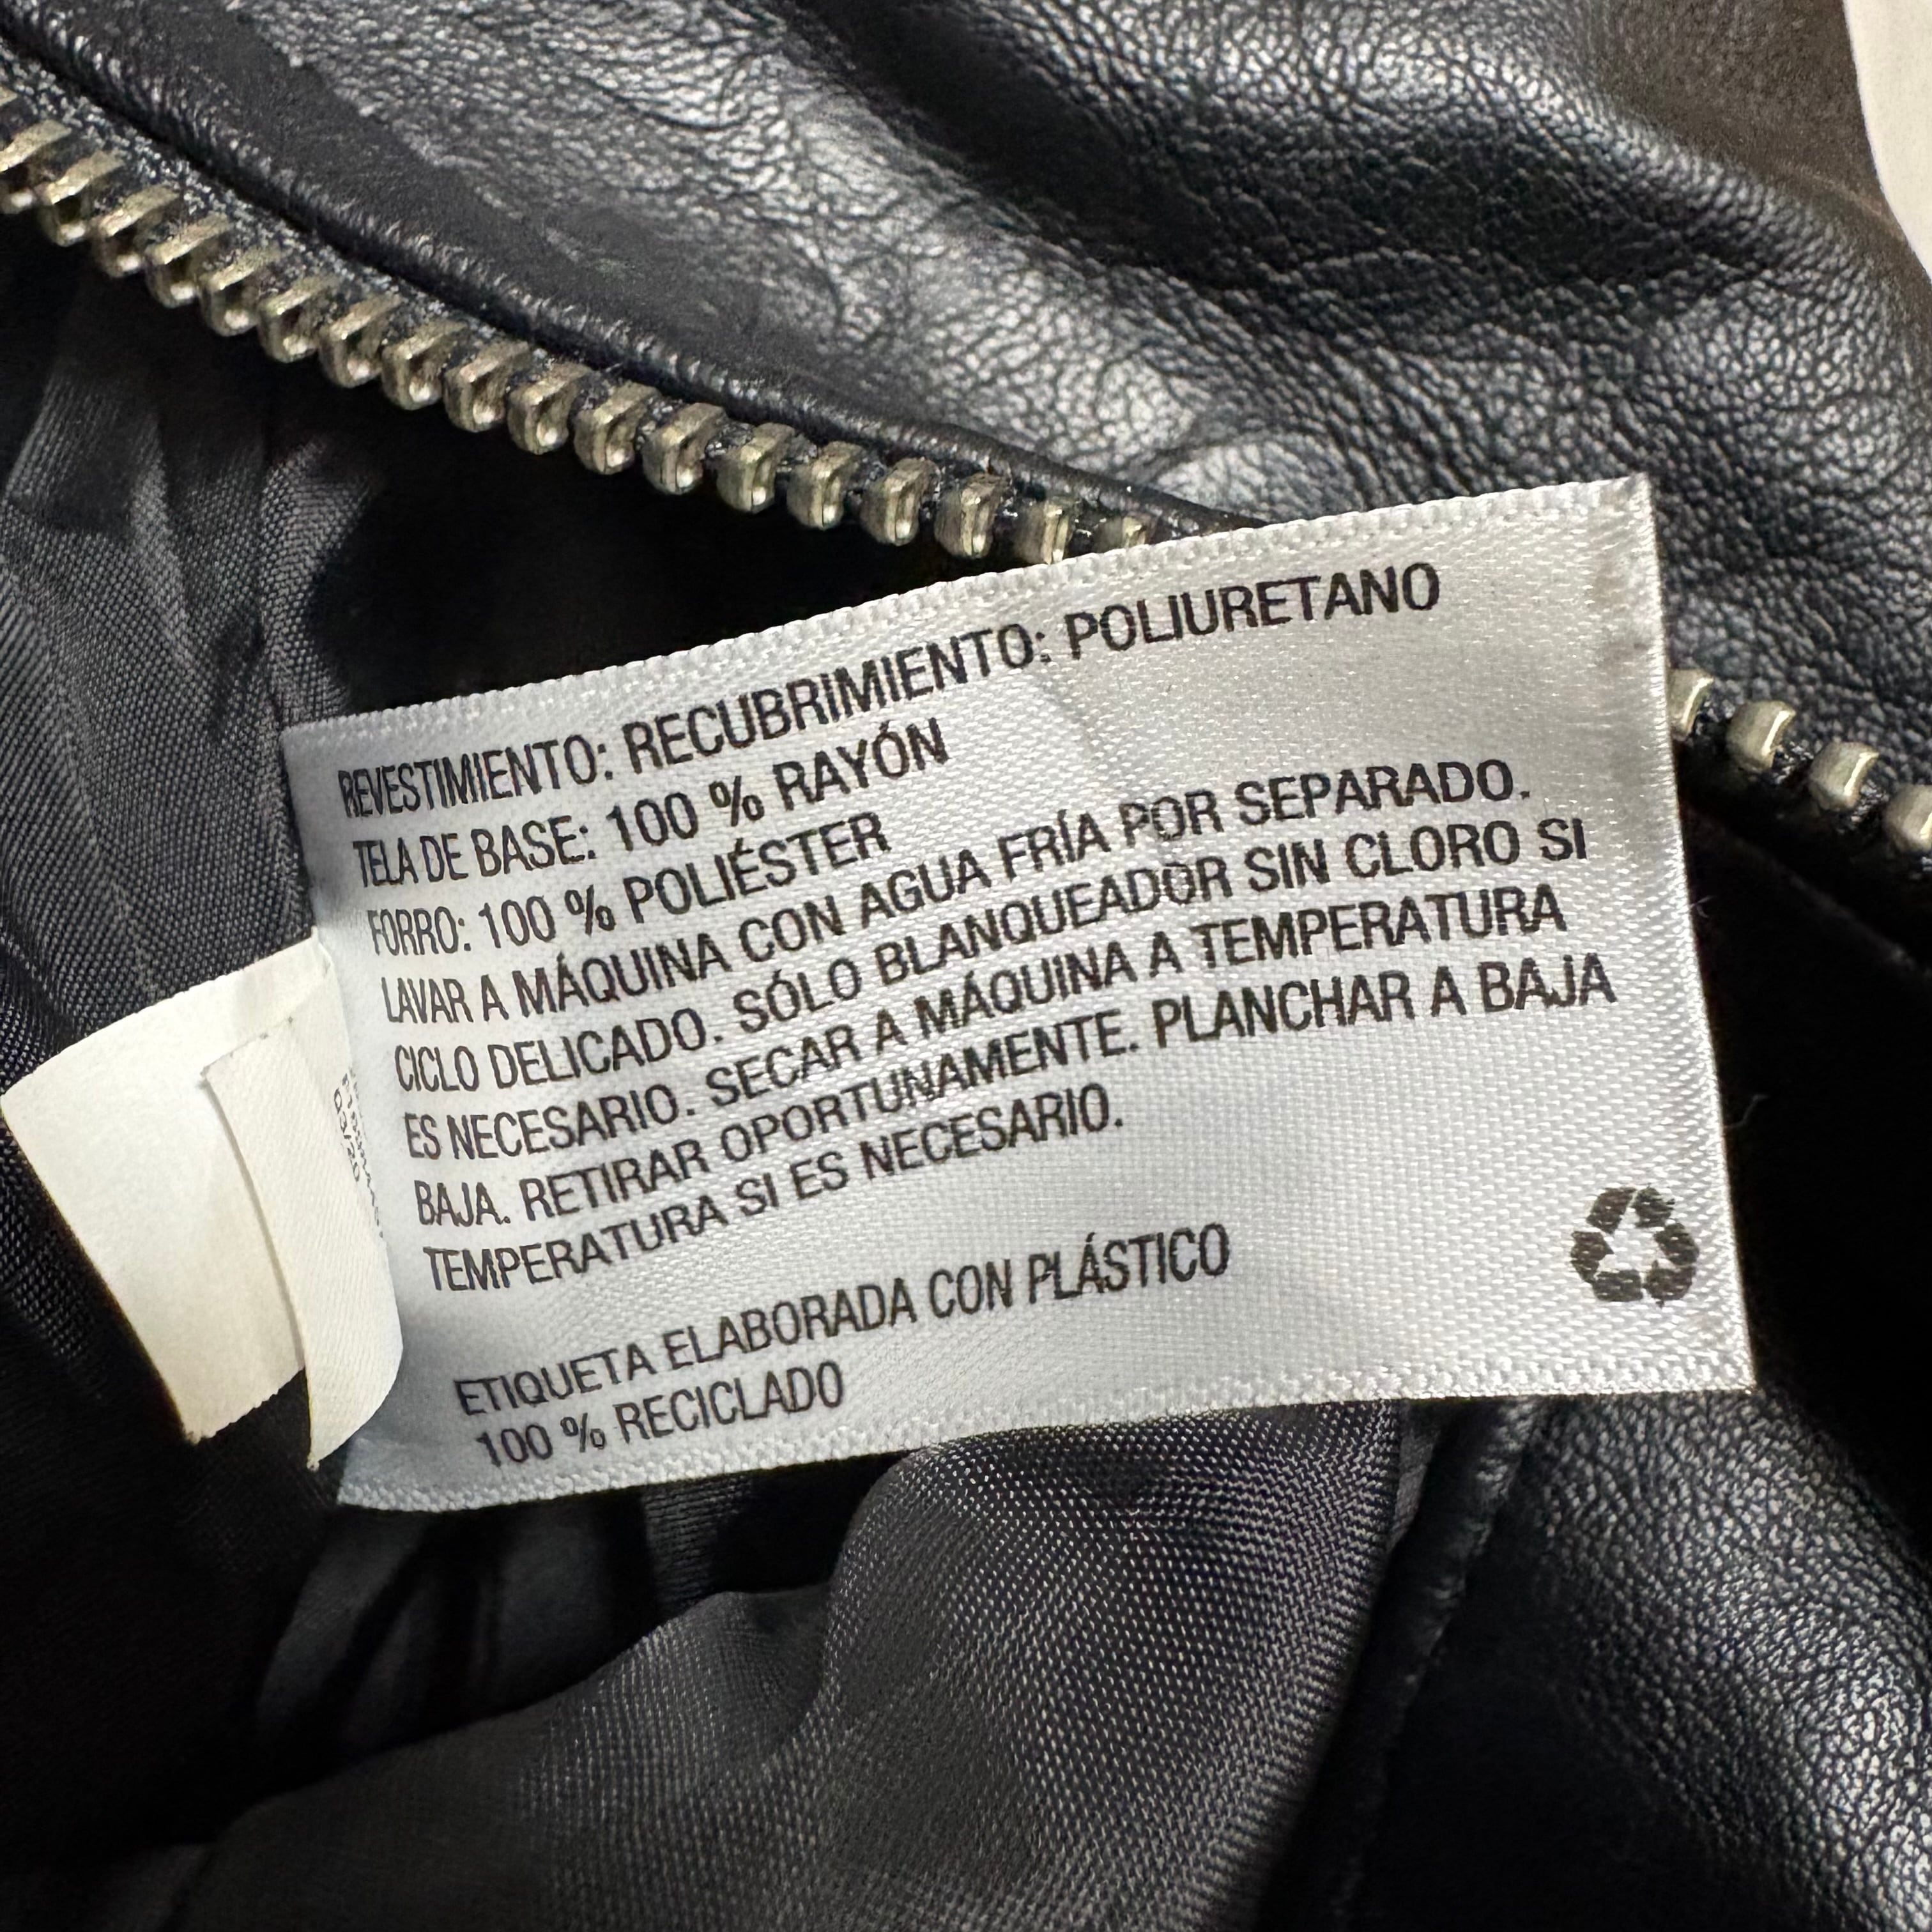 REVESTIMIENTO: RECUBRIMIENTO: POLIURETANO
TELA DE BASE: 100 % RAYÓN
FORRO: 100 % POLIÉSTER
LAVAR A MÁQUINA CON AGUA FRÍA POR SEPARADO.
CICLO DELICADO. SÓLO BLANQUEADOR SIN CLORO SI
ES NECESARIO. SECAR A MÁQUINA A TEMPERATURA
BAJA. RETIRAR OPORTUNAMENTE. PLANCHAR A BAJA
TEMPERATURA SI ES NECESARIO.
ETIQUETA ELABORADA CON PLÁSTICO
100 % RECICLADO